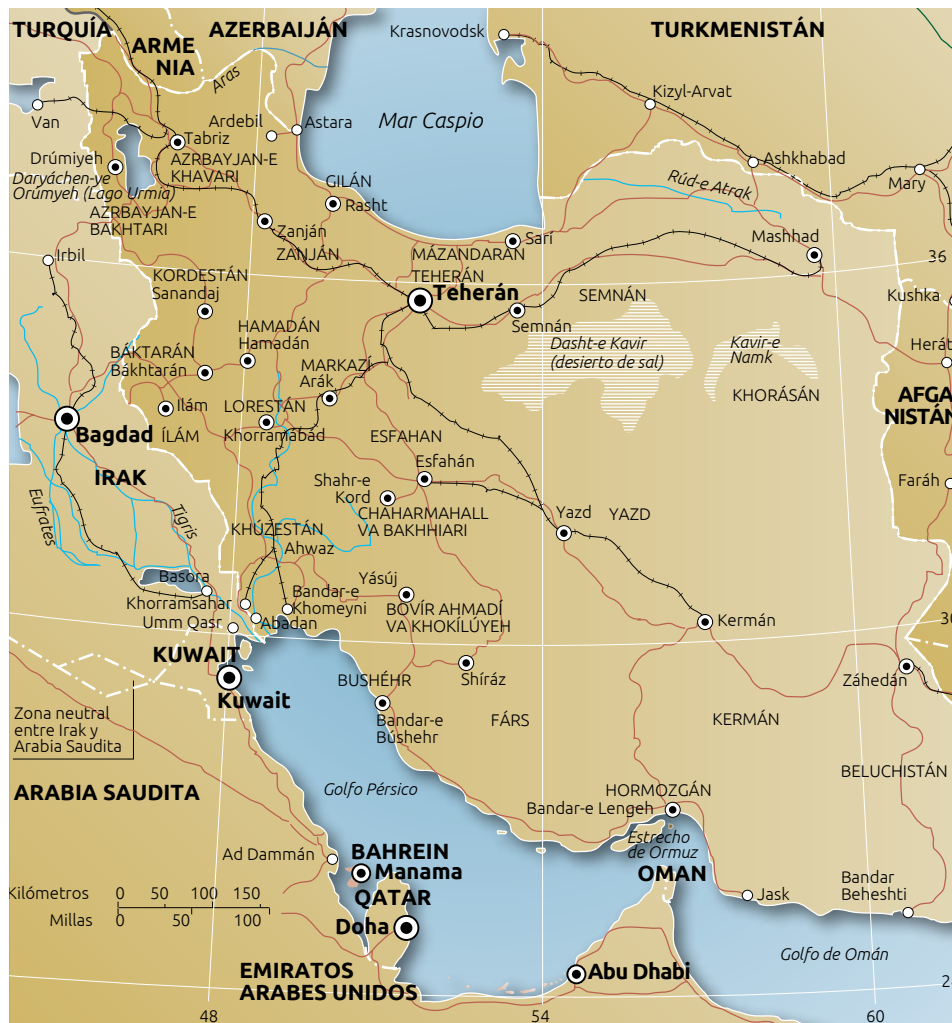 TURQUÍA
ARME
NIA
AZERBAIJÁN
Krasnovodsk
TURKMENISTÁN
Aras
Kizyl-Arvat
Van
Ardebil
Astara
Mar Caspio
Tabriz
Drúmiyeh
Daryáchen-ye
Orúmyeh (Lago Urmia)
AZRBAYJAN-E
KHAVARI
Ashkhabad
Mary
GILÁN
Rasht
Rúd-e Atrak
AZRBAYJAN-E
BAKHTARI
Zanján
ZANJÁN
Sari
Mashhad
Irbil
MÁZANDARÁN
TEHERÁN
36
KORDESTÁN
Sanandaj
Teherán
SEMNÁN
Semnán
Kushka
HAMADÁN
Hamadán
Dasht-e Kavir
(desierto de sal)
Kavir-e
Namk
Herát
BÁKTARÁN
Bákhtarán
MARKAZÍ
Arák
KHORÁSÁN
AFGA
NISTÁN
Ilám
ÍLÁM
LORESTÁN
Khorramábád
Bagdad
ESFAHAN
Esfahán
IRAK
Shahr-e
Kord
CHAHARMAHALL
VA BAKHHIARI
Faráh
Eufrates
Tigris
Yazd
YAZD
KHÚZESTÁN
Ahwaz
Basora
Khorramsahar
Umm Qasr
Abadan
Bandar-e
Khomeyni
Yásúj
BOVÍR AHMADÍ
VA KHOKÍLÚYEH
Kermán
30
KUWAIT
Kuwait
BUSHÉHR
Shíráz
Záhedán
Zona neutral
entre Irak y
Arabia Saudita
Bandar-e
Búshehr
FÁRS
KERMÁN
BELUCHISTÁN
ARABIA SAUDITA
Golfo Pérsico
HORMOZGÁN
Bandar-e Lengeh
Estrecho
de Ormuz
Ad Dammán
BAHREIN
Manama
OMAN
Jask
Bandar
Beheshti
QATAR
Doha
Kilómetros 0 50 100 150
Millas 0 50 100
Golfo de Omán
EMIRATOS
ARABES UNIDOS
Abu Dhabi
2
48
54
60